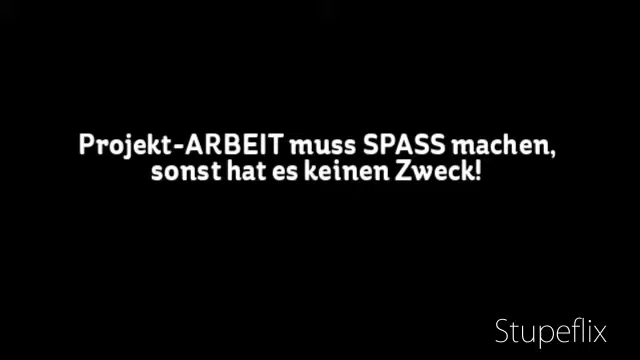 Projekt-ARBEIT muss SPASS machen,
sonst hat es keinen Zweck!
Stupeflix